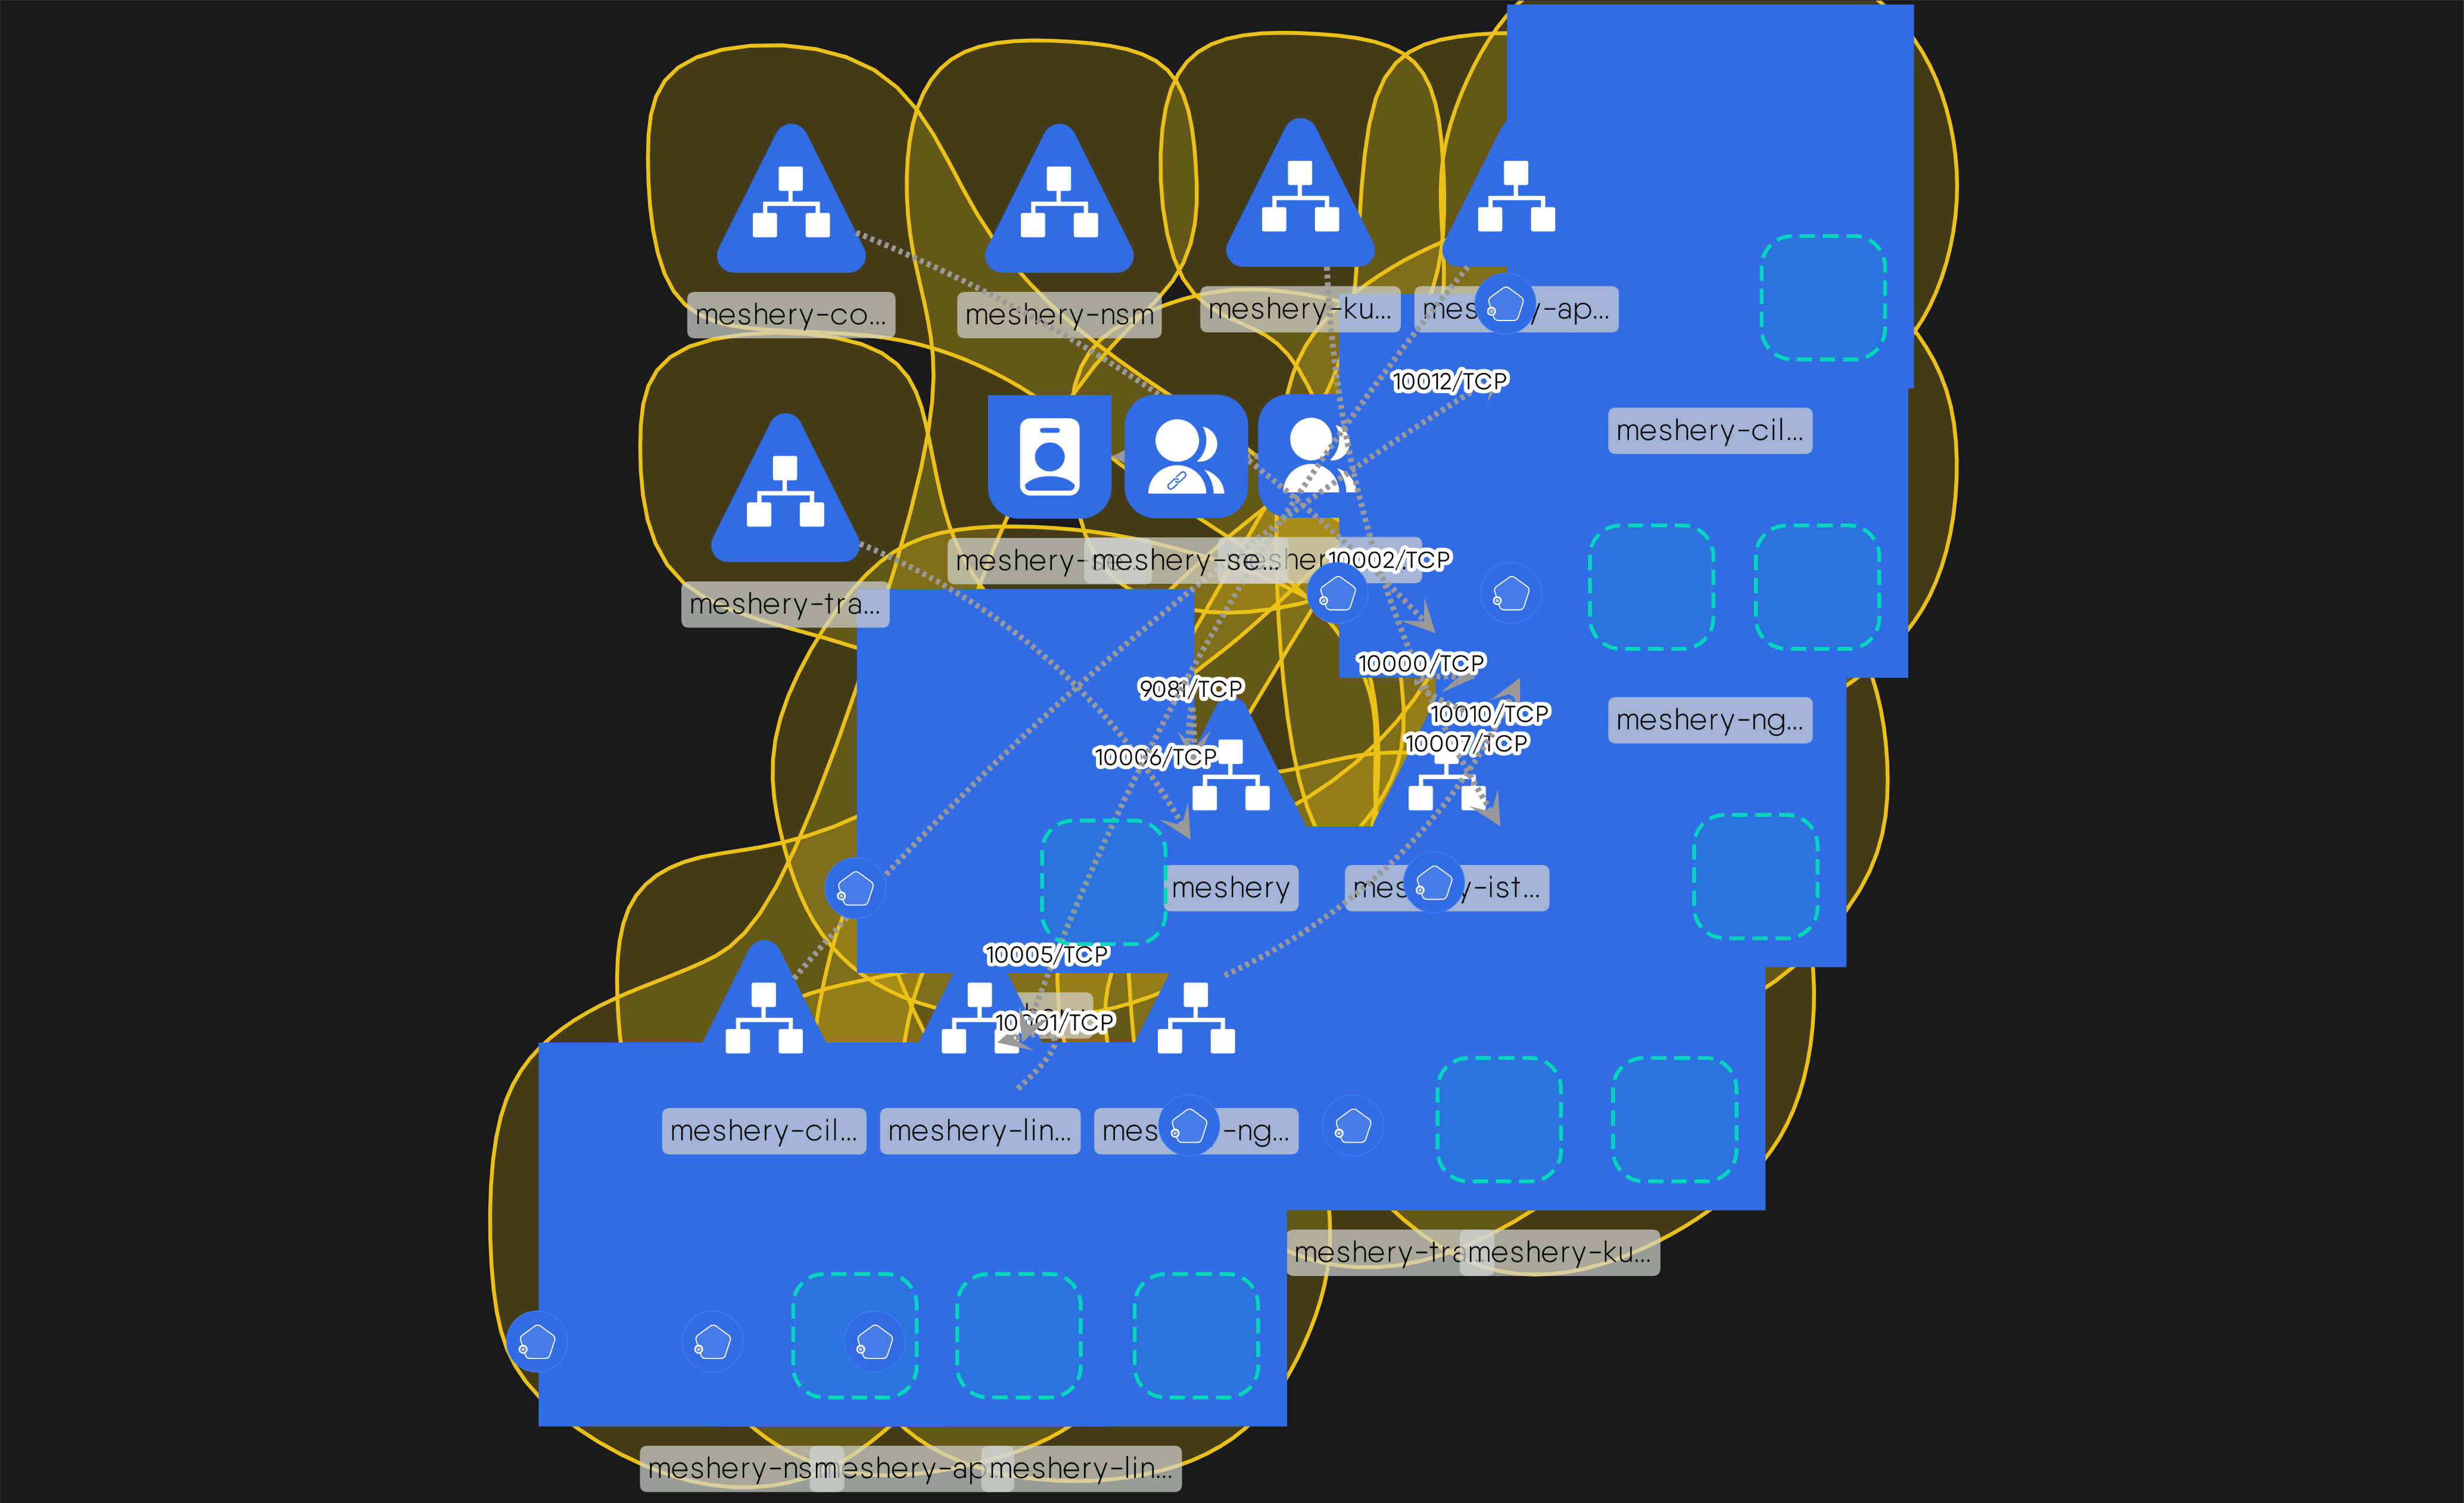 meshery-co...
meshery-nsm
meshery-ku...
mes
y-ap...
10012/TCP
meshery-cil...
meshery-se...
10002/TCP
meshery-tra...
10000/TCP
9081/TCP
10010/TCP
meshery-ng...
10007/TCP
10006/TCP
meshery
mes
y-ist...
10005/TCP
10001/TCP
meshery-cil...
meshery-lin...
mes
-ng...
meshery-tra
meshery-ku...
meshery-nsm
meshery-ap
meshery-lin...